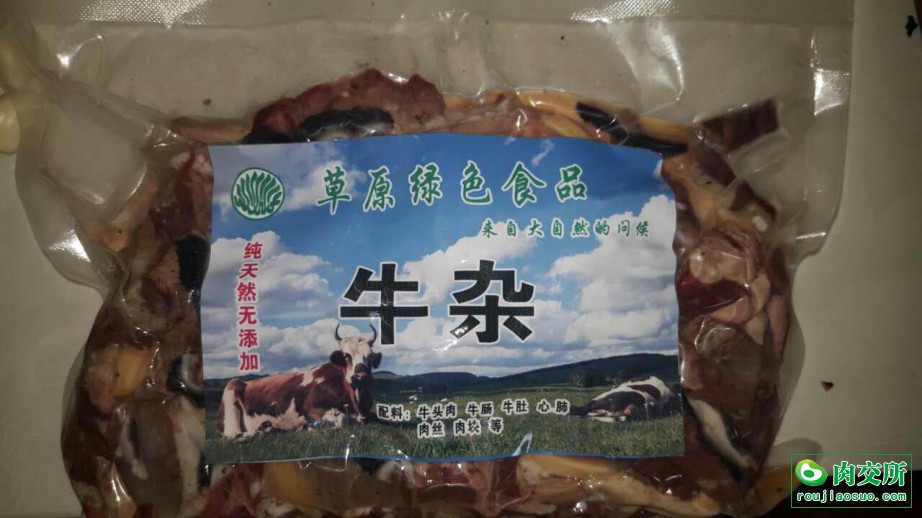 草原绿色食品
来自大自然的问候
纯天然无添加
牛杂
配料：牛头肉 牛肠 牛肚 心 肺
肉丝 肉块 等
肉交所
roujiaosuo.com